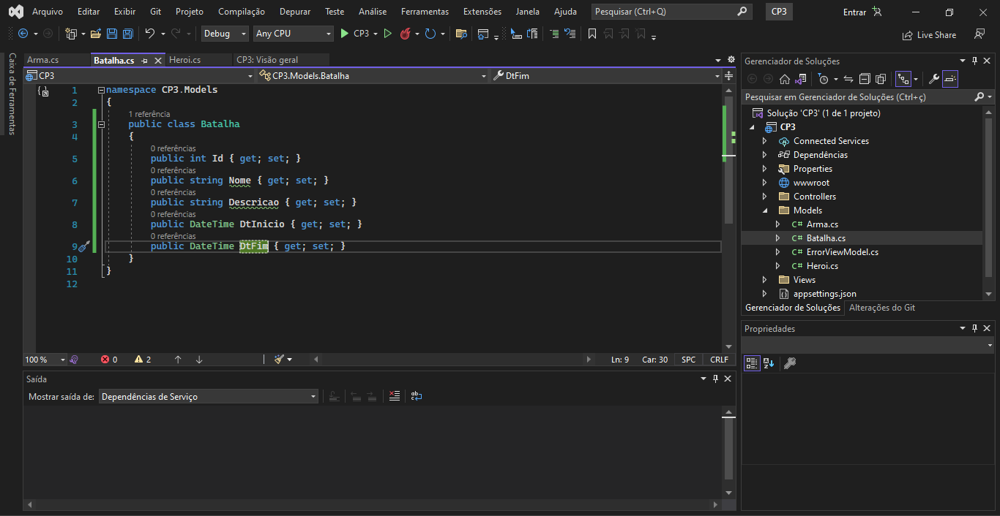 Arquivo Editar Exibir Git Projeto Compilação Depurar Teste Análise Ferramentas Extensões Janela Ajuda Pesquisar (Ctrl+Q) CP3 Entrar
Debug Any CPU CP3 Live Share
Caixa de Ferramentas
Arma.cs Batalha.cs Heroi.cs CP3: Visão geral
CP3 CP3.Models.Batalha DtFim
1 namespace CP3.Models
2 {
1 referência
3 public class Batalha
4 {
0 referências
5 public int Id { get; set; }
0 referências
6 public string Nome { get; set; }
0 referências
7 public string Descricao { get; set; }
0 referências
8 public DateTime DtInicio { get; set; }
0 referências
9 public DateTime DtFim { get; set; }
10 }
11 }
12
100 % 0 2 Ln: 9 Car: 30 SPC CRLF
Saída
Mostrar saída de: Dependências de Serviço
Gerenciador de Soluções
Pesquisar em Gerenciador de Soluções (Ctrl+ç)
Solução 'CP3' (1 de 1 projeto)
CP3
Connected Services
Dependências
Properties
wwwroot
Controllers
Models
C# Arma.cs
C# Batalha.cs
C# ErrorViewModel.cs
C# Heroi.cs
Views
appsettings.json
Gerenciador de Soluções Alterações do Git
Propriedades